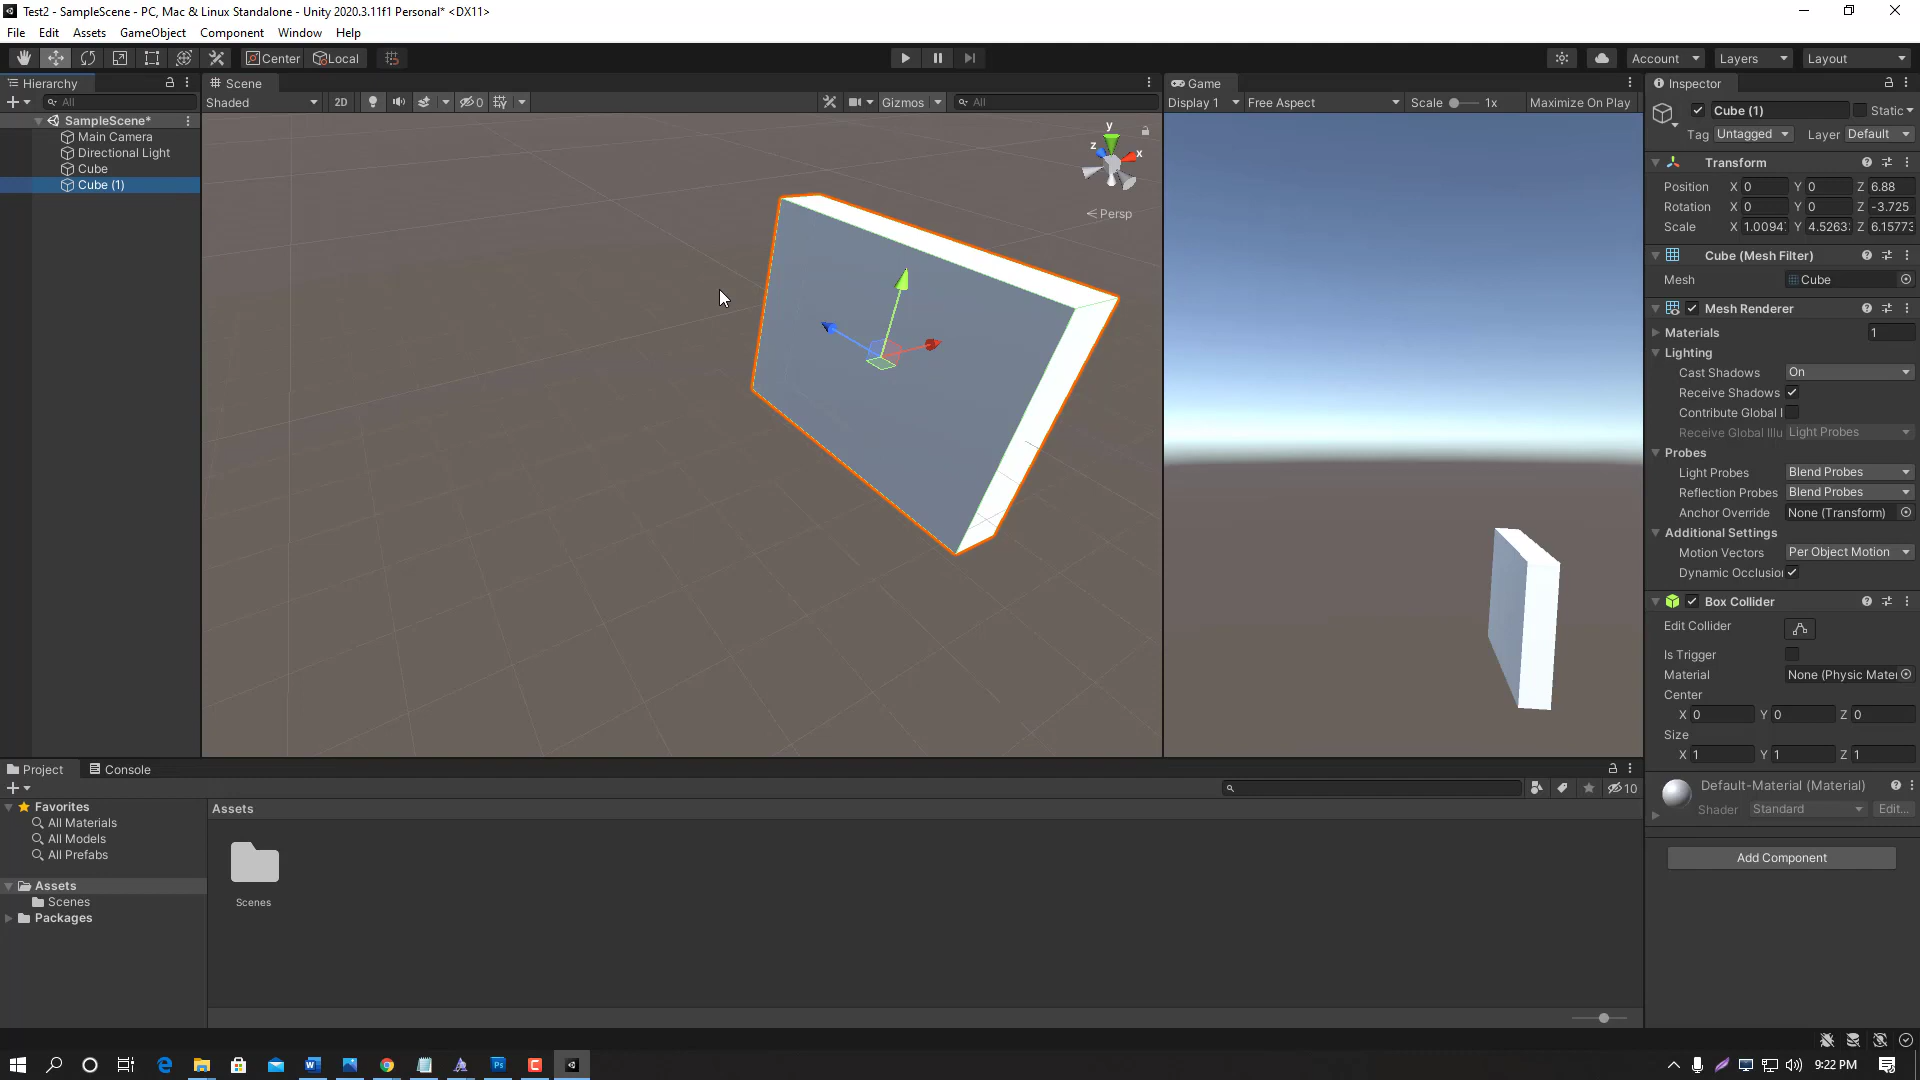 Test2 - SampleScene - PC, Mac & Linux Standalone - Unity 2020.3.11f1 Personal* <DX11>
File Edit Assets GameObject Component Window Help
Center Local Account Layers Layout
Hierarchy
All
SampleScene*
Main Camera
Directional Light
Cube
Cube (1)
Scene
Shaded 2D 0 Gizmos All
y
z x
Persp
Game
Display 1 Free Aspect Scale 1x Maximize On Play
Inspector
Cube (1) Static
Tag Untagged Layer Default
Transform
Position X 0 Y 0 Z 6.88
Rotation X 0 Y 0 Z -3.725
Scale X 1.0094 Y 4.5263 Z 6.15773
Cube (Mesh Filter)
Mesh Cube
Mesh Renderer
Materials 1
Lighting
Cast Shadows On
Receive Shadows
Contribute Global I
Receive Global Illu Light Probes
Probes
Light Probes Blend Probes
Reflection Probes Blend Probes
Anchor Override None (Transform)
Additional Settings
Motion Vectors Per Object Motion
Dynamic Occlusio
Box Collider
Edit Collider
Is Trigger
Material None (Physic Mate
Center
X 0 Y 0 Z 0
Size
X 1 Y 1 Z 1
Default-Material (Material)
Shader Standard Edit...
Add Component
Project Console
10
Favorites
All Materials
All Models
All Prefabs
Assets
Scenes
Packages
Assets
Scenes
9:22 PM